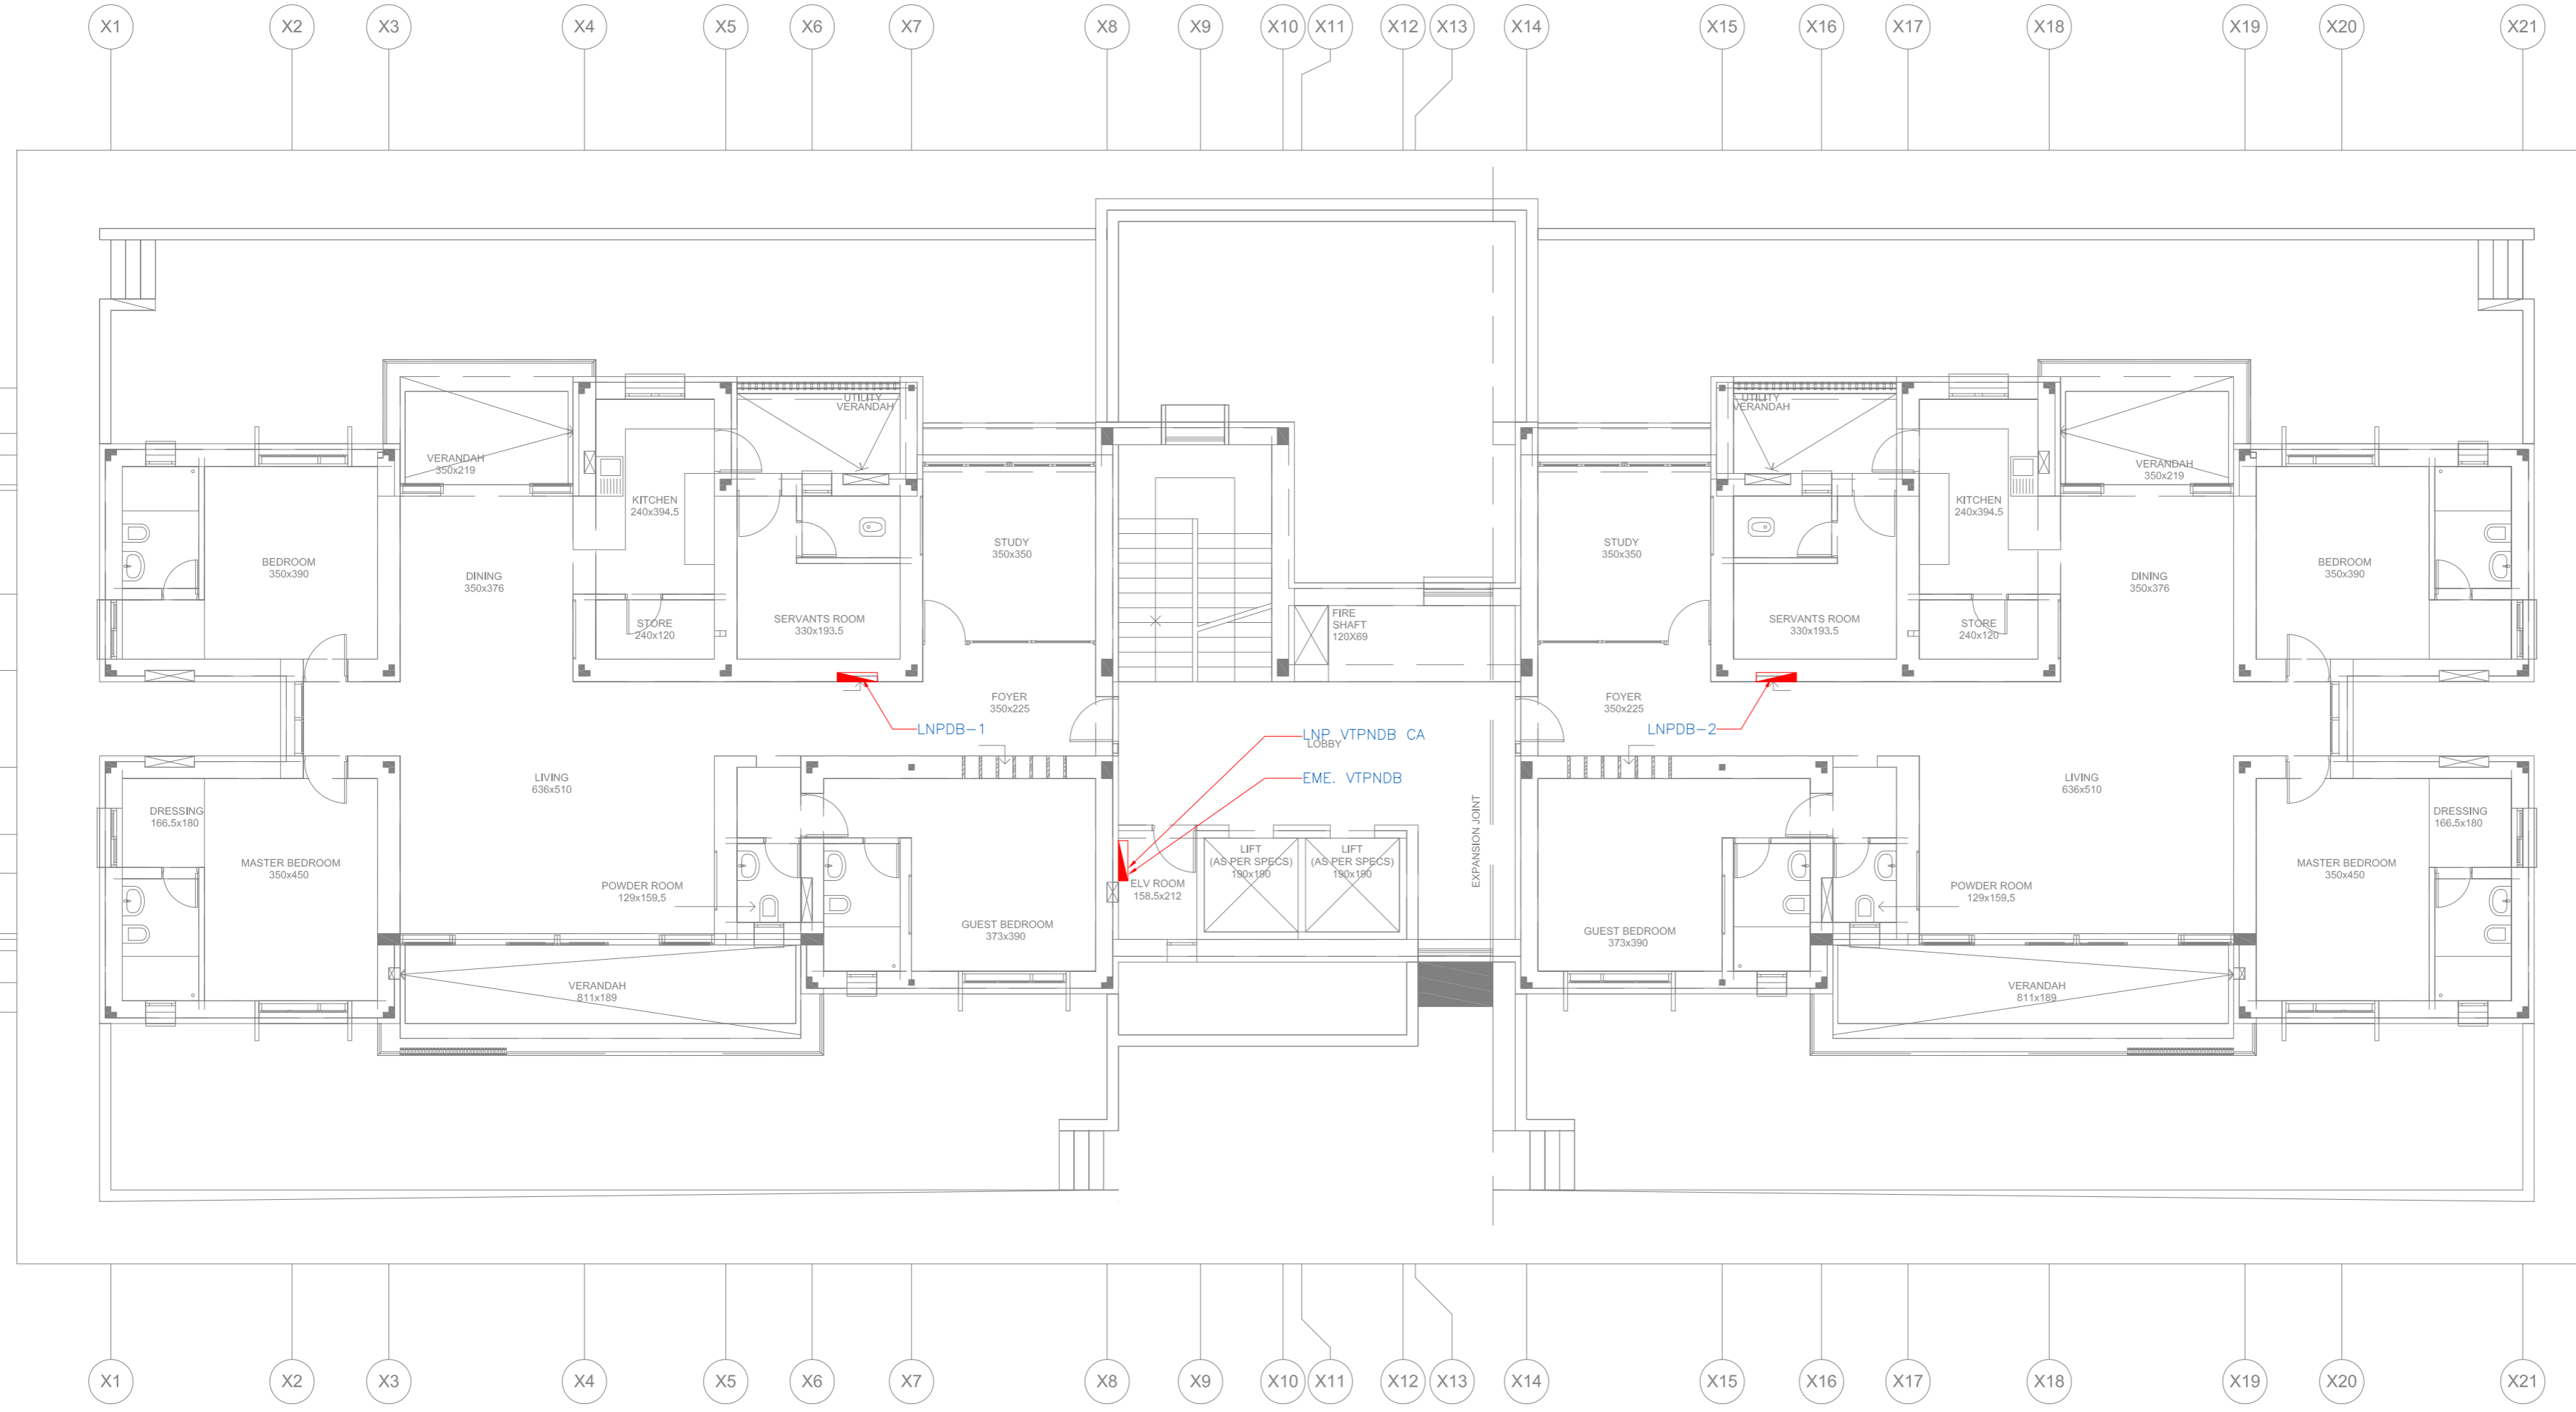 X1 X2 X3 X4 X5 X6 X7 X8 X9 X10 X11 X12 X13 X14 X15 X16 X17 X18 X19 X20 X21
UTILITY
VERANDAH
UTILITY
VERANDAH
VERANDAH
350x219
VERANDAH
350x219
KITCHEN
240x394.5
KITCHEN
240x394.5
STUDY
350x350
STUDY
350x350
BEDROOM
350x390
DINING
350x376
DINING
350x376
BEDROOM
350x390
STORE
240x120
SERVANTS ROOM
330x193.5
FIRE
SHAFT
120X69
SERVANTS ROOM
330x193.5
STORE
240x120
FOYER
350x225
FOYER
350x225
LNPDB-1
LNP VTPNDB CA
LOBBY
LNPDB-2
EME. VTPNDB
LIVING
636x510
LIVING
636x510
DRESSING
166.5x180
DRESSING
166.5x180
EXPANSION JOINT
LIFT
(AS PER SPECS)
190x190
LIFT
(AS PER SPECS)
190x190
MASTER BEDROOM
350x450
MASTER BEDROOM
350x450
POWDER ROOM
129x159.5
ELV ROOM
158.5x212
POWDER ROOM
129x159.5
GUEST BEDROOM
373x390
GUEST BEDROOM
373x390
VERANDAH
811x189
VERANDAH
811x189
X1 X2 X3 X4 X5 X6 X7 X8 X9 X10 X11 X12 X13 X14 X15 X16 X17 X18 X19 X20 X21